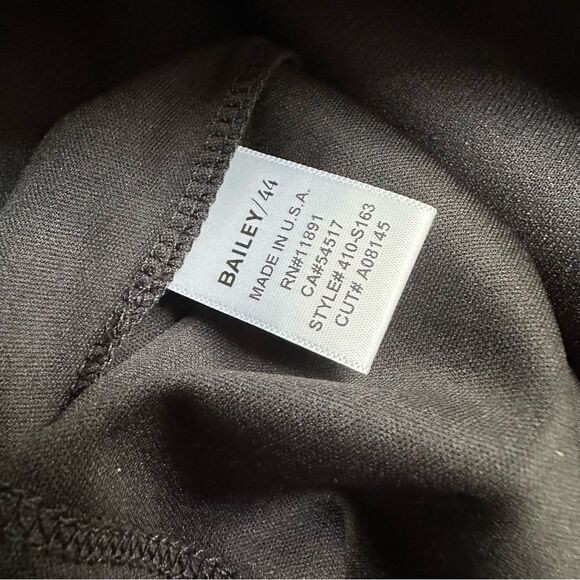 BAILEY/44
MADE IN U.S.A.
RN#11891
CA#54517
STYLE# 410-S163
CUT# A08145